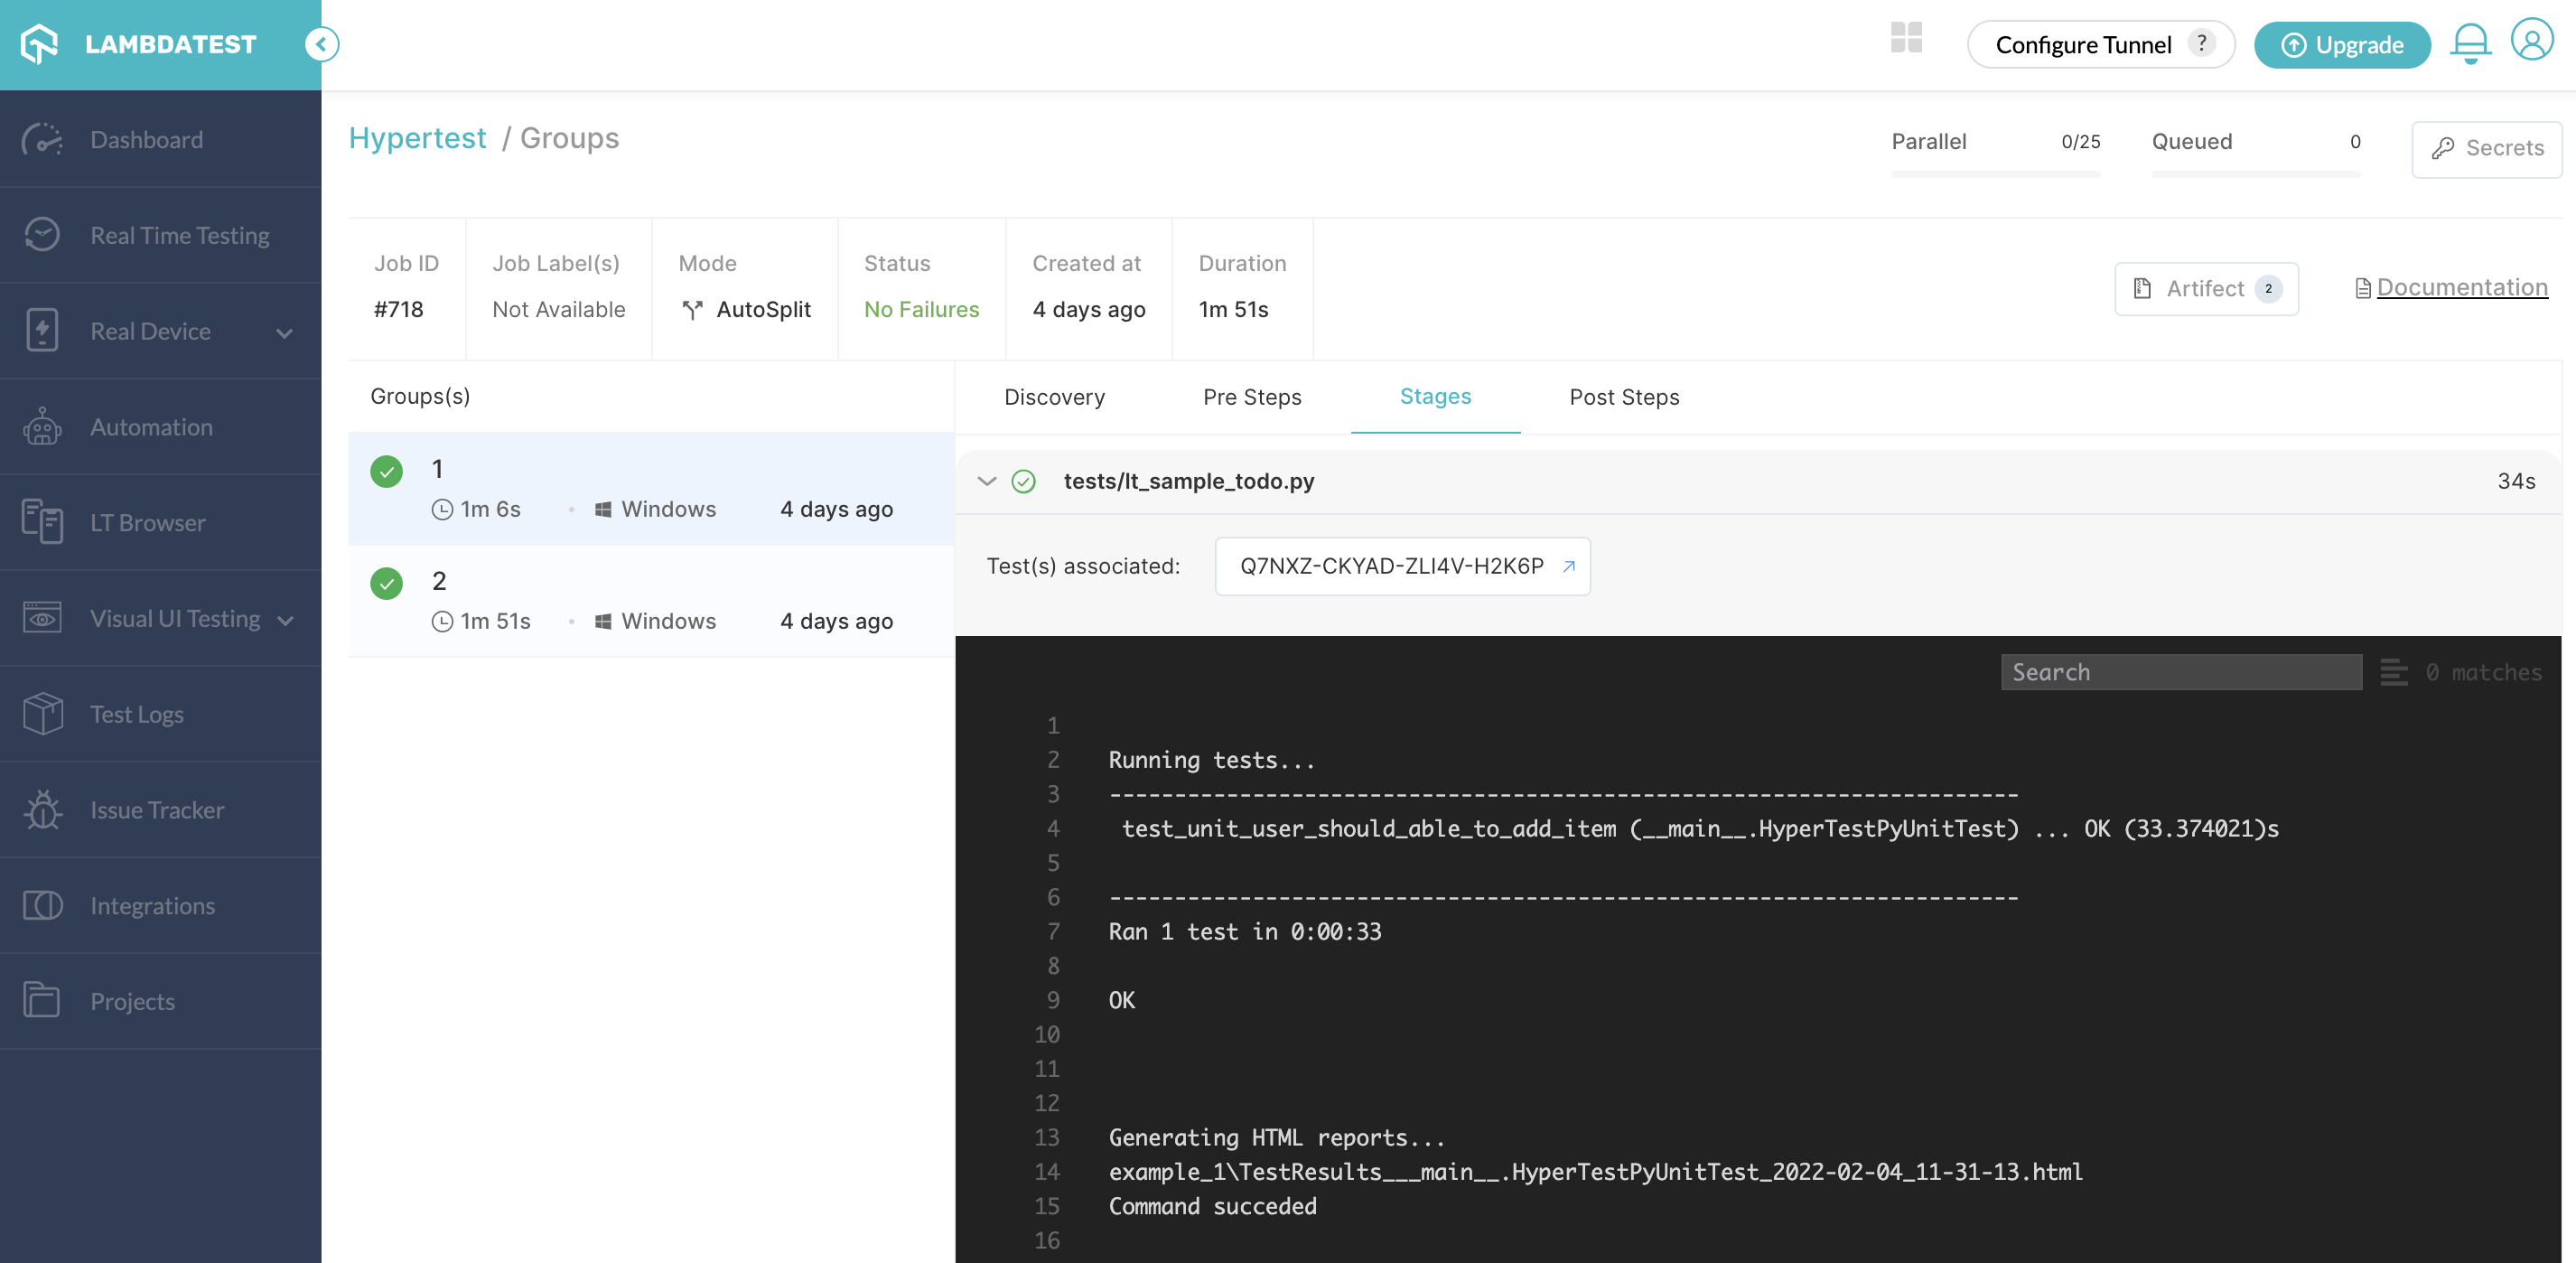 LAMBDATEST
Configure Tunnel ?
Upgrade
Dashboard
Real Time Testing
Real Device
Automation
LT Browser
Visual UI Testing
Test Logs
Issue Tracker
Integrations
Projects
Hypertest / Groups
Parallel 0/25
Queued 0
Secrets
Job ID
#718
Job Label(s)
Not Available
Mode
AutoSplit
Status
No Failures
Created at
4 days ago
Duration
1m 51s
Artifect 2
Documentation
Groups(s)
1
1m 6s • Windows 4 days ago
2
1m 51s • Windows 4 days ago
Discovery Pre Steps Stages Post Steps
tests/lt_sample_todo.py 34s
Test(s) associated: Q7NXZ-CKYAD-ZLI4V-H2K6P
Search 0 matches
1
2 Running tests...
3 ----------------------------------------------------------------------
4 test_unit_user_should_able_to_add_item (__main__.HyperTestPyUnitTest) ... OK (33.374021)s
5
6 ----------------------------------------------------------------------
7 Ran 1 test in 0:00:33
8
9 OK
10
11
12
13 Generating HTML reports...
14 example_1\TestResults___main__.HyperTestPyUnitTest_2022-02-04_11-31-13.html
15 Command succeded
16